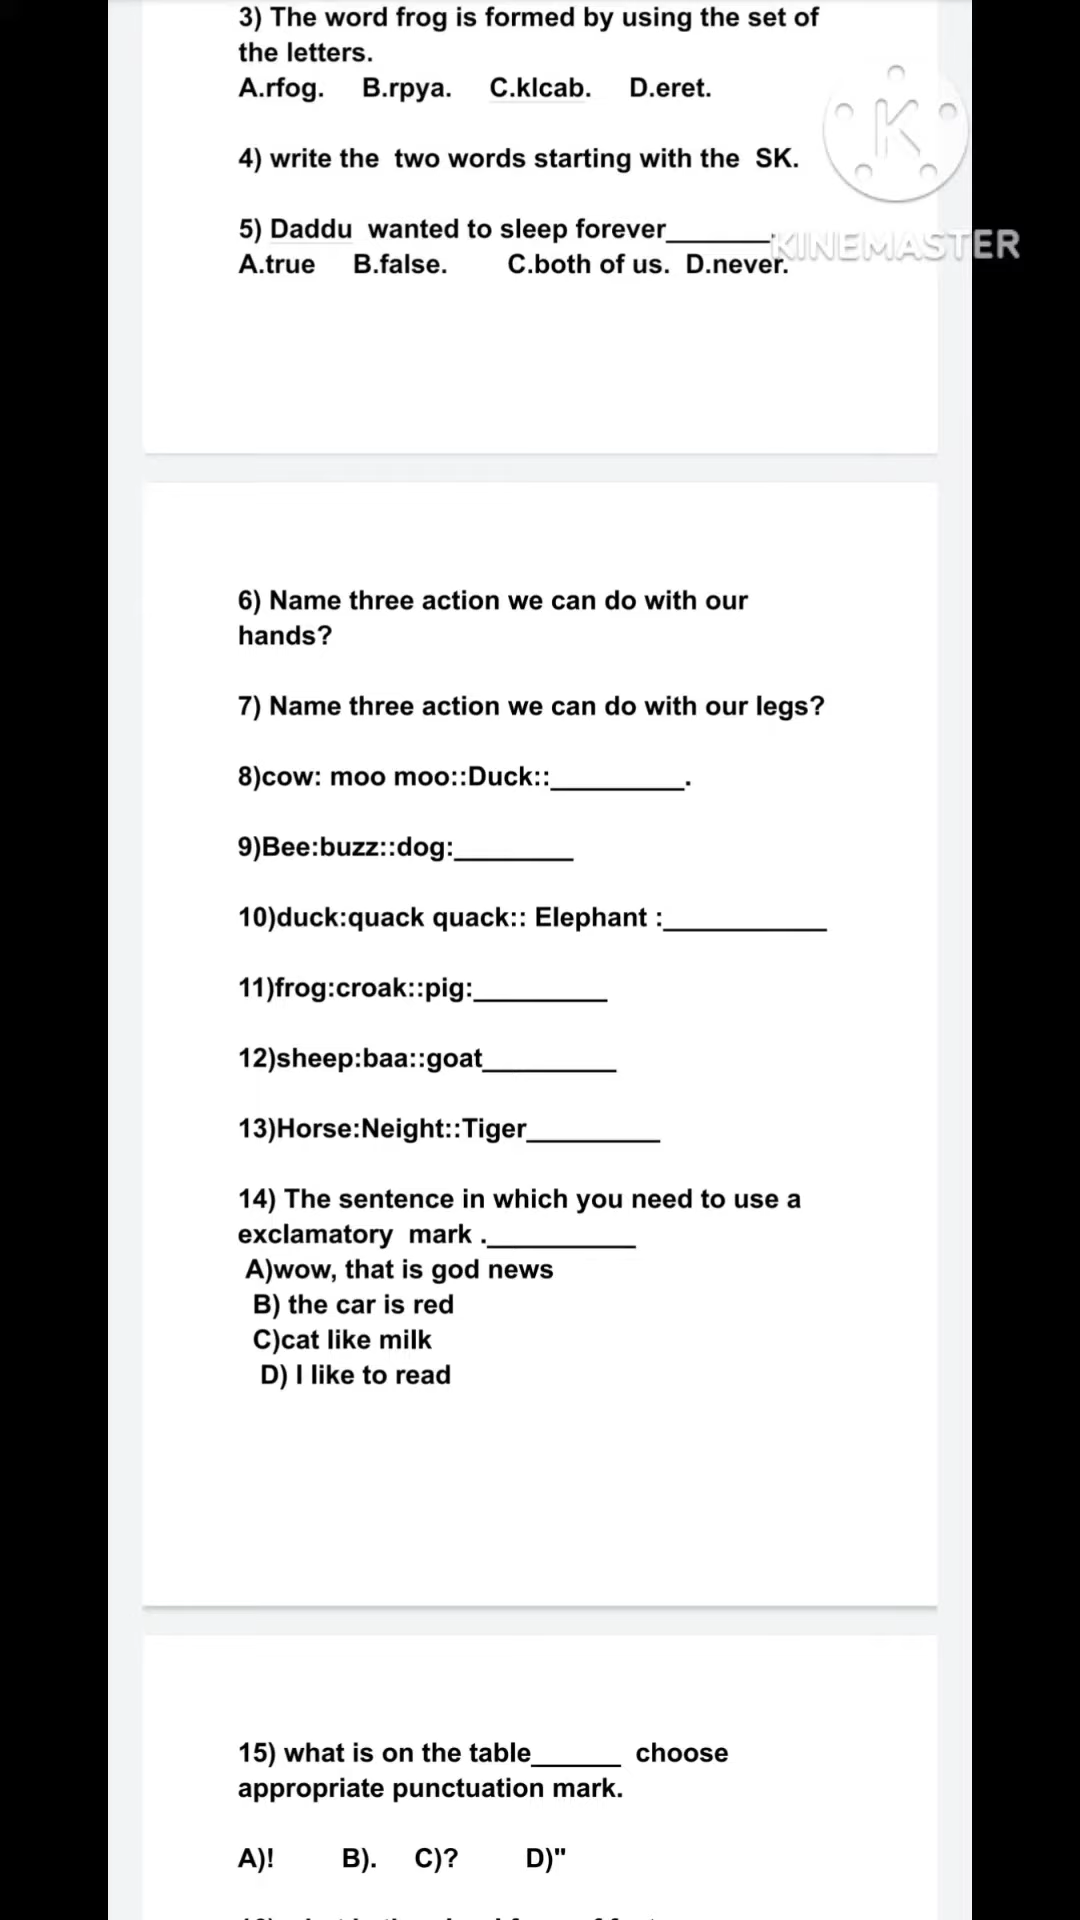 3) The word frog is formed by using the set of
the letters.
A.rfog. B.rpya. C.klcab. D.eret.
K
4) write the two words starting with the SK.
5) Daddu wanted to sleep forever_______.
KINEMASTER
A.true B.false. C.both of us. D.never.
6) Name three action we can do with our
hands?
7) Name three action we can do with our legs?
8)cow: moo moo::Duck::_________.
9)Bee:buzz::dog:________
10)duck:quack quack:: Elephant :___________
11)frog:croak::pig:_________
12)sheep:baa::goat_________
13)Horse:Neight::Tiger_________
14) The sentence in which you need to use a
exclamatory mark .__________
A)wow, that is god news
B) the car is red
C)cat like milk
D) I like to read
15) what is on the table______ choose
appropriate punctuation mark.
A)! B). C)? D)"